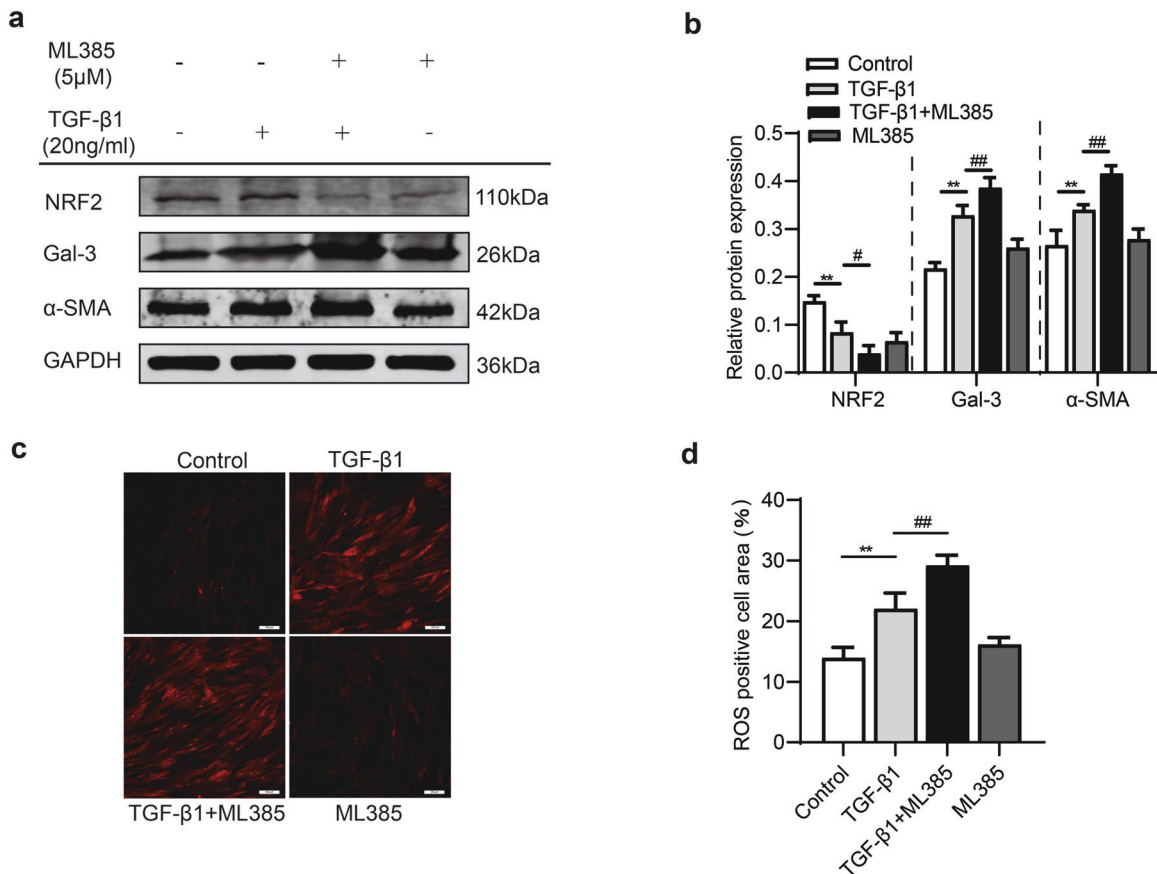 a
ML385
(5μM)
- - + +
TGF-β1
(20ng/ml)
- + + -
NRF2 110kDa
Gal-3 26kDa
α-SMA 42kDa
GAPDH 36kDa
b
Control
TGF-β1
TGF-β1+ML385
ML385
Relative protein expression
0.5
0.4
0.3
0.2
0.1
0.0
** #
** ##
** ##
NRF2 Gal-3 α-SMA
c
Control TGF-β1
TGF-β1+ML385 ML385
d
ROS positive cell area (%)
40
30
20
10
0
** ##
Control
TGF-β1
TGF-β1+ML385
ML385